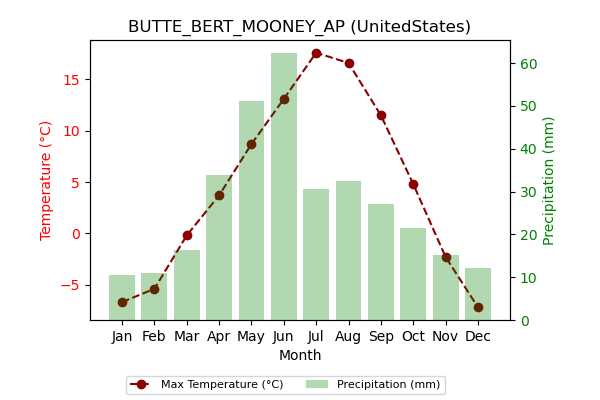 BUTTE_BERT_MOONEY_AP (UnitedStates)
Temperature (°C)
15
10
5
0
−5
60
50
40
30
20
10
0
Precipitation (mm)
Jan Feb Mar Apr May Jun Jul Aug Sep Oct Nov Dec
Month
Max Temperature (°C) Precipitation (mm)